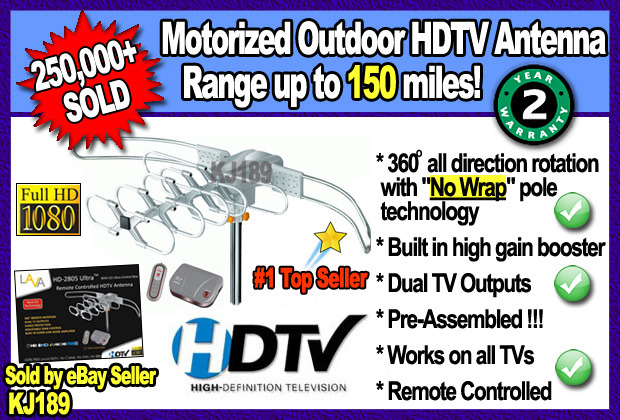 250,000+
SOLD
Motorized Outdoor HDTV Antenna
Range up to 150 miles!
YEAR
2
WARRANTY
KJ189
* 360° all direction rotation
with "No Wrap" pole
technology
* Built in high gain booster
* Dual TV Outputs
* Pre-Assembled !!!
* Works on all TVs
* Remote Controlled
Full HD
1080
#1 Top Seller
LAVA
HD-2805 Ultra™
Remote Controlled HDTV Antenna
HDTV
HDTV
HIGH-DEFINITION TELEVISION
Sold by eBay Seller
KJ189